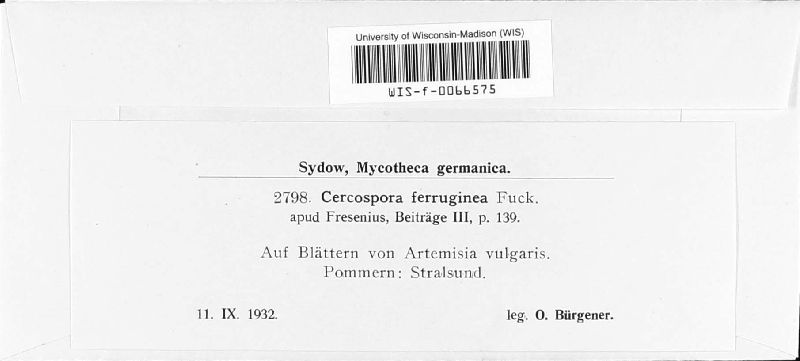 University of Wisconsin-Madison (WIS)
WIS-f-0066575
Sydow, Mycotheca germanica.
2798. Cercospora ferruginea Fuck.
apud Fresenius, Beiträge III, p. 139.
Auf Blättern von Artemisia vulgaris.
Pommern: Stralsund.
11. IX. 1932. leg. O. Bürgener.